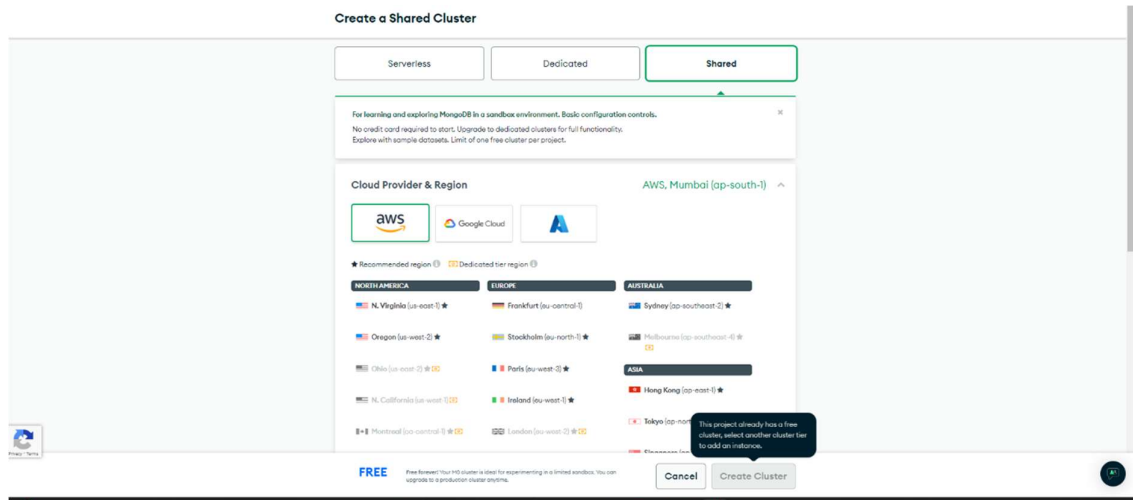 Create a Shared Cluster
Serverless
Dedicated
Shared
For learning and exploring MongoDB in a sandbox environment. Basic configuration controls.
No credit card required to start. Upgrade to dedicated clusters for full functionality.
Explore with sample datasets. Limit of one free cluster per project.
Cloud Provider & Region
AWS, Mumbai (ap-south-1)
aws
Google Cloud
★ Recommended region
Dedicated tier region
NORTH AMERICA
N. Virginia (us-east-1) ★
Oregon (us-west-2) ★
Ohio (us-east-2) ★
N. California (us-west-1)
Montreal (ca-central-1) ★
EUROPE
Frankfurt (eu-central-1)
Stockholm (eu-north-1) ★
Paris (eu-west-3) ★
Ireland (eu-west-1) ★
London (eu-west-2) ★
AUSTRALIA
Sydney (ap-southeast-2) ★
Melbourne (ap-southeast-4) ★
ASIA
Hong Kong (ap-east-1) ★
Tokyo (ap-nort
This project already has a free
cluster, select another cluster tier
to add an instance.
FREE
Free forever! Your M0 cluster is ideal for experimenting in a limited sandbox. You can
upgrade to a production cluster anytime.
Cancel
Create Cluster
Privacy - Terms